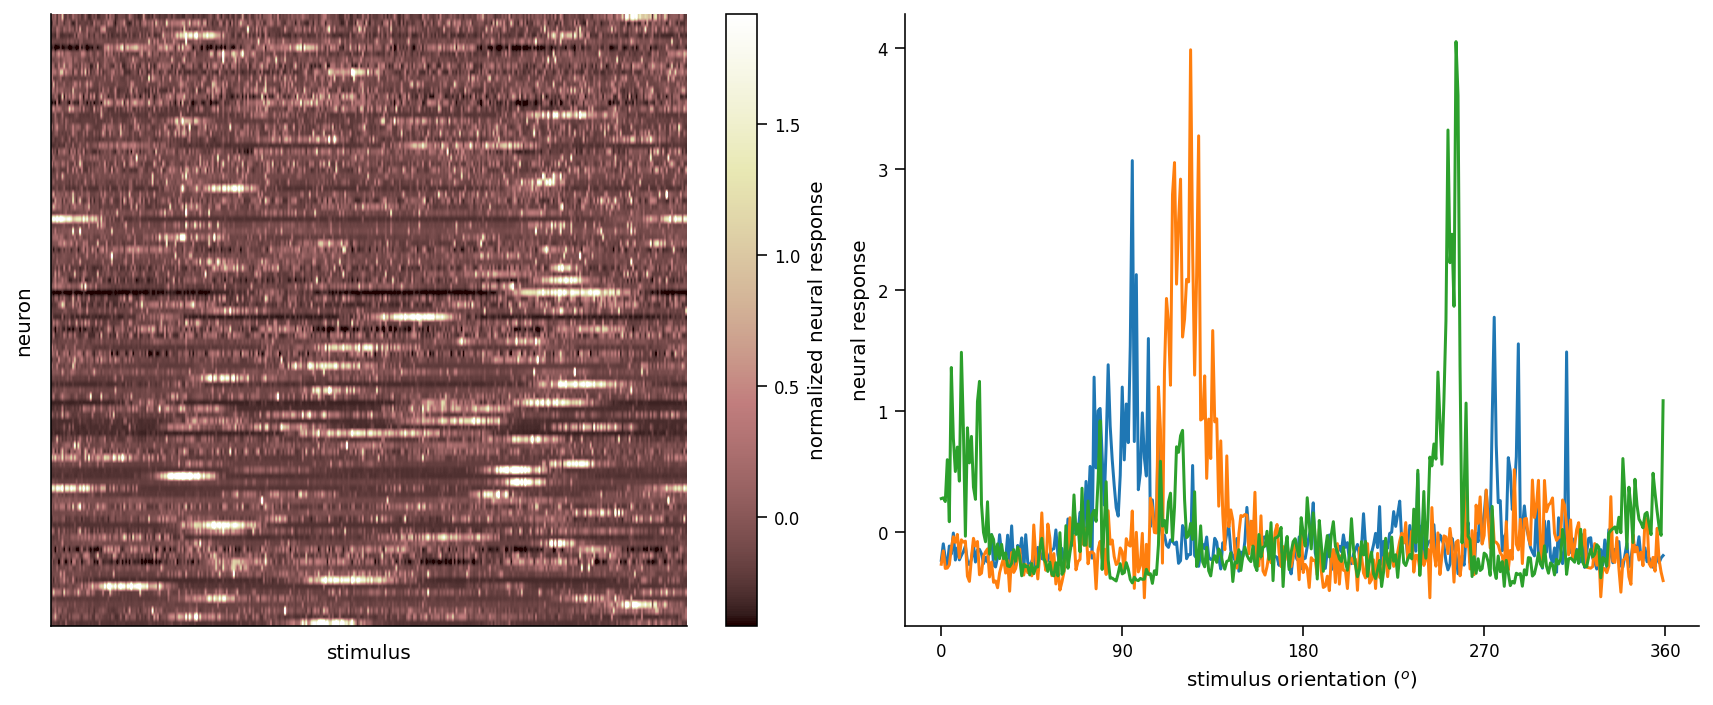 neuron
stimulus
1.5
1.0
0.5
0.0
normalized neural response
neural response
4
3
2
1
0
0 90 180 270 360
stimulus orientation (o)